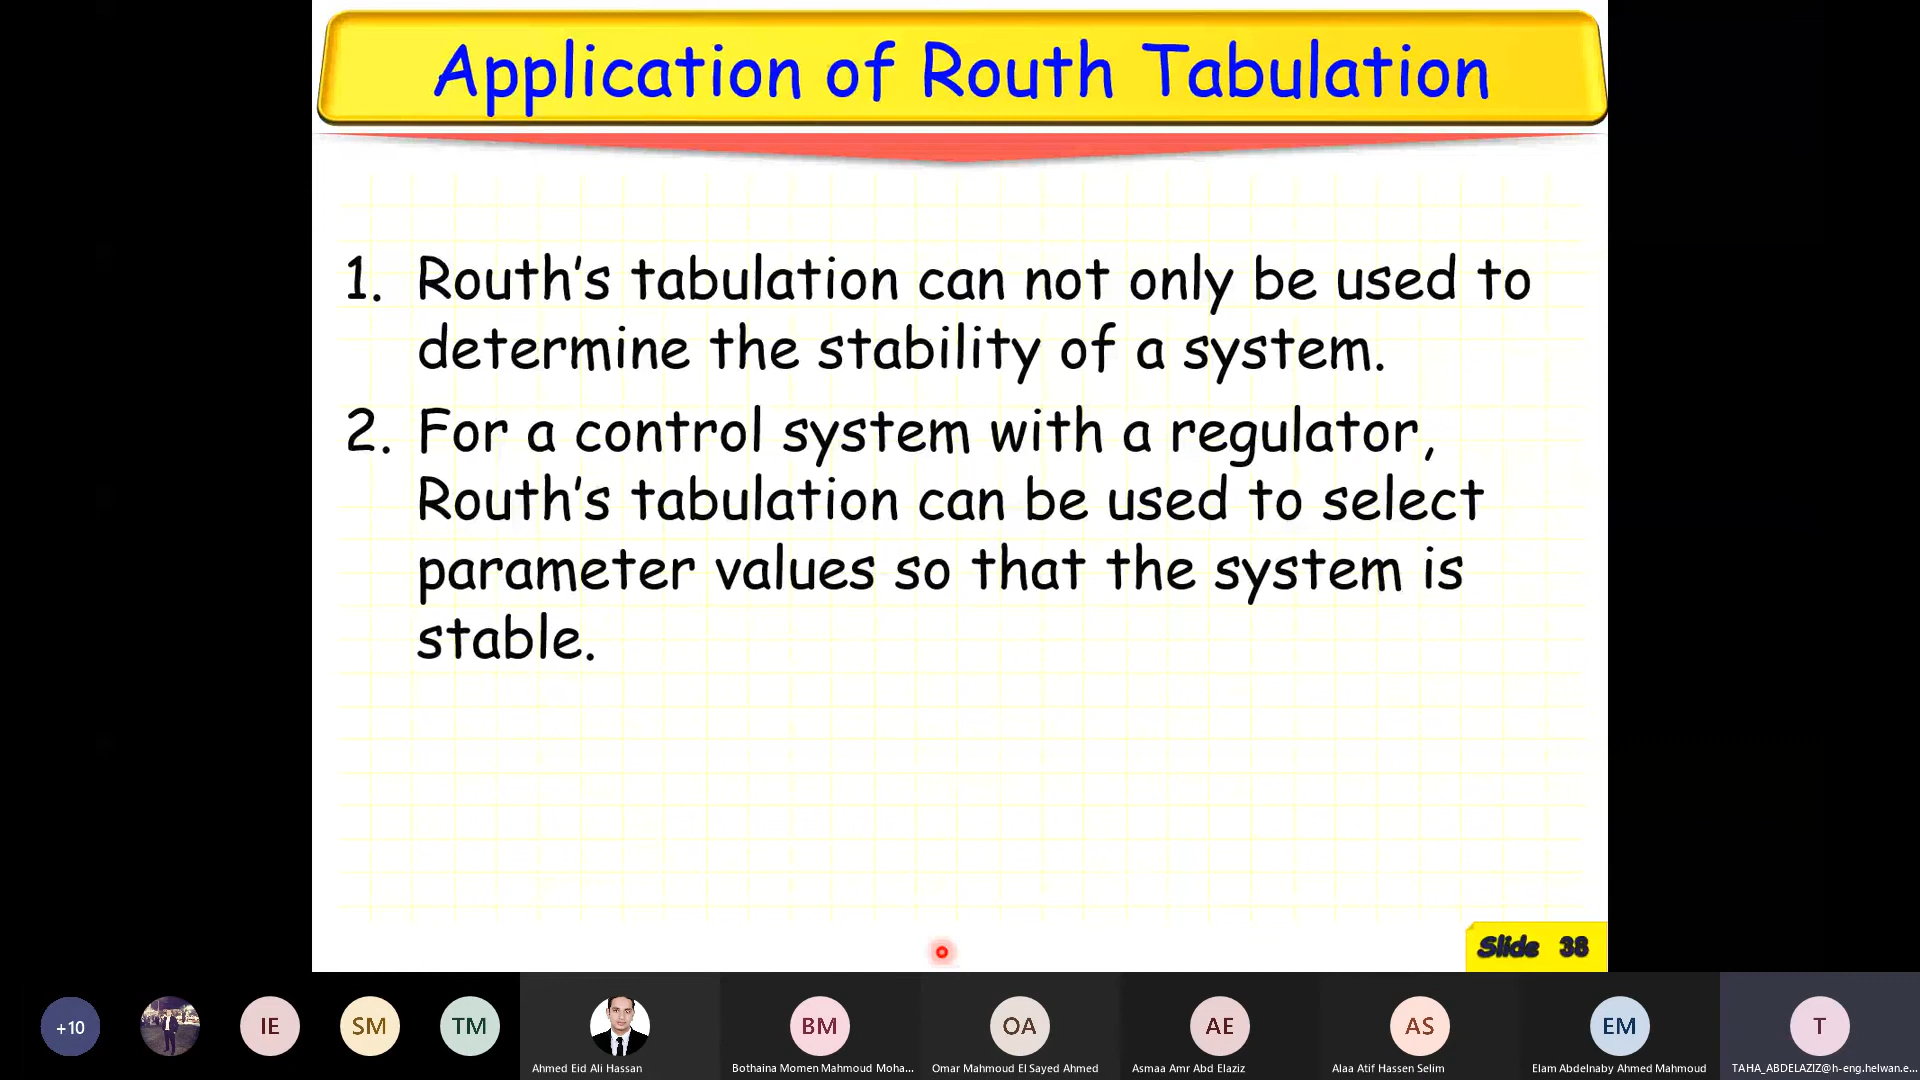 Application of Routh Tabulation
1. Routh's tabulation can not only be used to
determine the stability of a system.
2. For a control system with a regulator,
Routh's tabulation can be used to select
parameter values so that the system is
stable.
Slide 38
+10
IE
SM
TM
BM
OA
AE
AS
EM
T
Ahmed Eid Ali Hassan
Bothaina Momen Mahmoud Moha...
Omar Mahmoud El Sayed Ahmed
Asmaa Amr Abd Elaziz
Alaa Atif Hassen Selim
Elam Abdelnaby Ahmed Mahmoud
TAHA_ABDELAZIZ@h-eng.helwan.e...